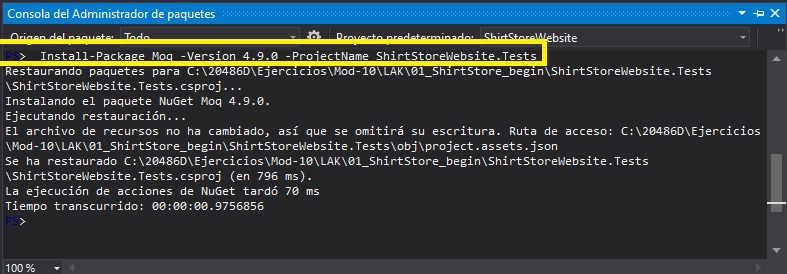 Consola del Administrador de paquetes
Origen del paquete: Todo Proyecto predeterminado: ShirtStoreWebsite
PS> Install-Package Moq -Version 4.9.0 -ProjectName ShirtStoreWebsite.Tests
Restaurando paquetes para C:\20486D\Ejercicios\Mod-10\LAK\01_ShirtStore_begin\ShirtStoreWebsite.Tests
\ShirtStoreWebsite.Tests.csproj...
Instalando el paquete NuGet Moq 4.9.0.
Ejecutando restauración...
El archivo de recursos no ha cambiado, así que se omitirá su escritura. Ruta de acceso: C:\20486D\Ejercicios
\Mod-10\LAK\01_ShirtStore_begin\ShirtStoreWebsite.Tests\obj\project.assets.json
Se ha restaurado C:\20486D\Ejercicios\Mod-10\LAK\01_ShirtStore_begin\ShirtStoreWebsite.Tests
\ShirtStoreWebsite.Tests.csproj (en 796 ms).
La ejecución de acciones de NuGet tardó 70 ms
Tiempo transcurrido: 00:00:00.9756856
PS>
100 %